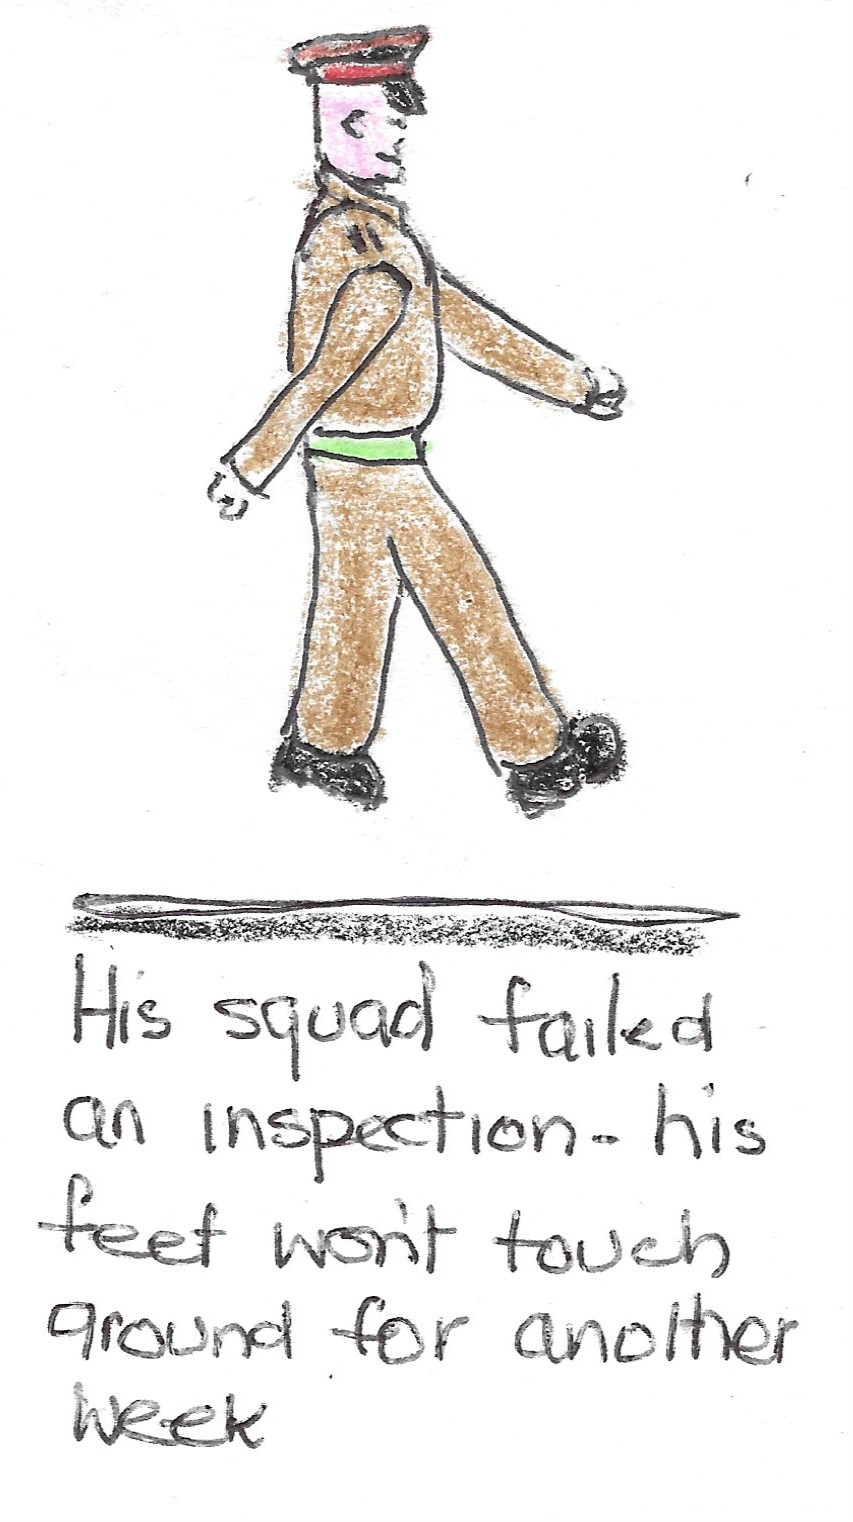 His squad failed
an inspection - his
feet won't touch
ground for another
week